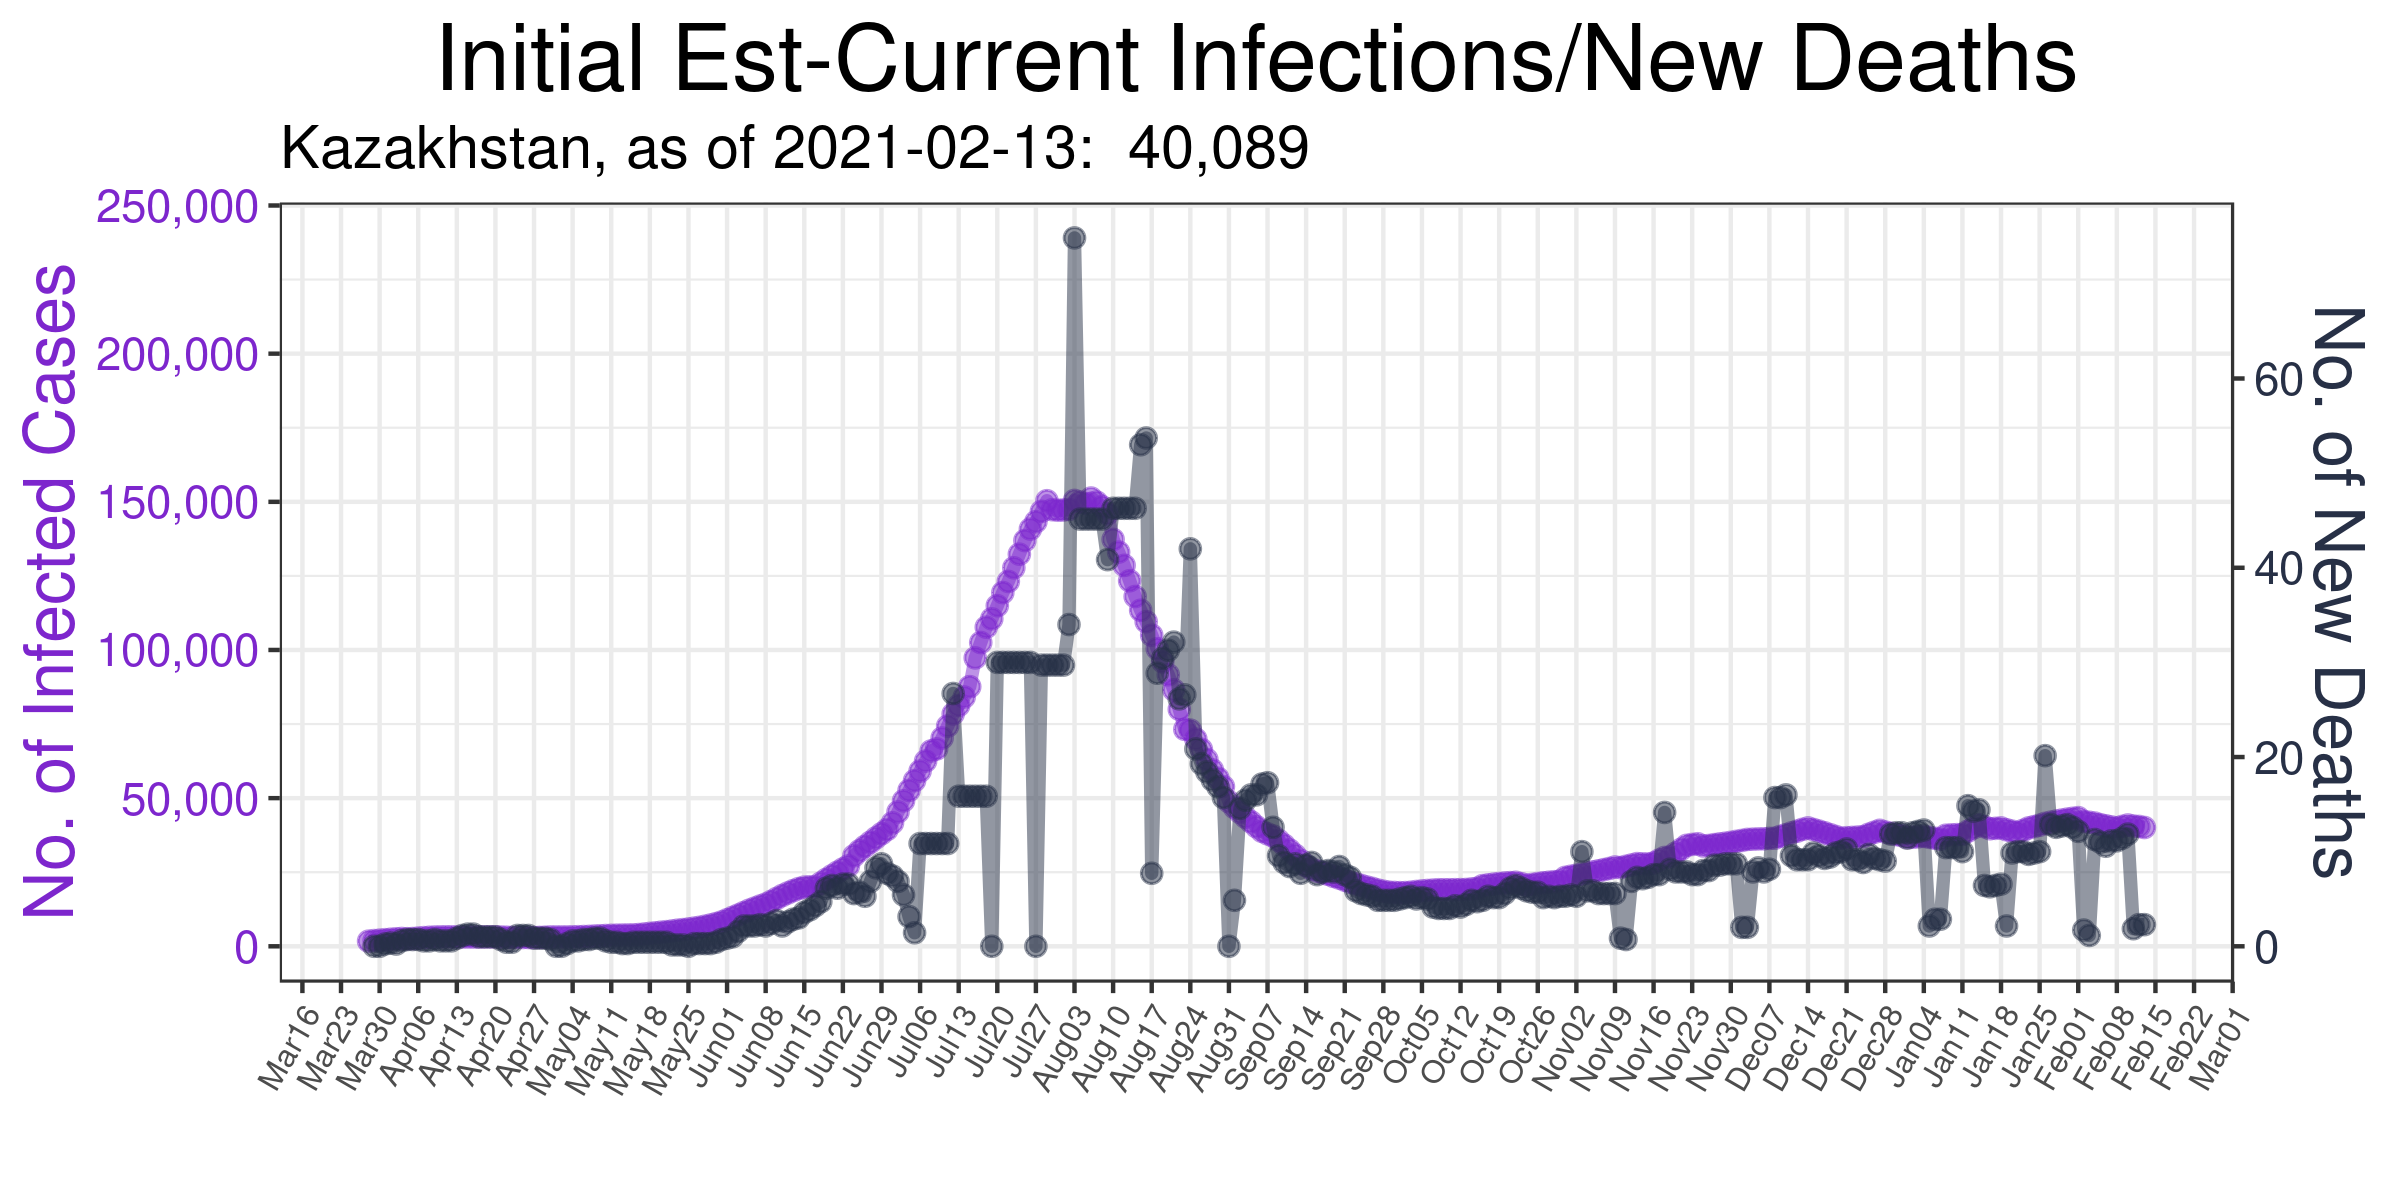 Initial Est-Current Infections/New Deaths
Kazakhstan, as of 2021-02-13:  40,089
No. of Infected Cases
250,000
200,000
150,000
100,000
50,000
0
60
40
20
0
No. of New Deaths
Mar16
Mar23
Mar30
Apr06
Apr13
Apr20
Apr27
May04
May11
May18
May25
Jun01
Jun08
Jun15
Jun22
Jun29
Jul06
Jul13
Jul20
Jul27
Aug03
Aug10
Aug17
Aug24
Aug31
Sep07
Sep14
Sep21
Sep28
Oct05
Oct12
Oct19
Oct26
Nov02
Nov09
Nov16
Nov23
Nov30
Dec07
Dec14
Dec21
Dec28
Jan04
Jan11
Jan18
Jan25
Feb01
Feb08
Feb15
Feb22
Mar01